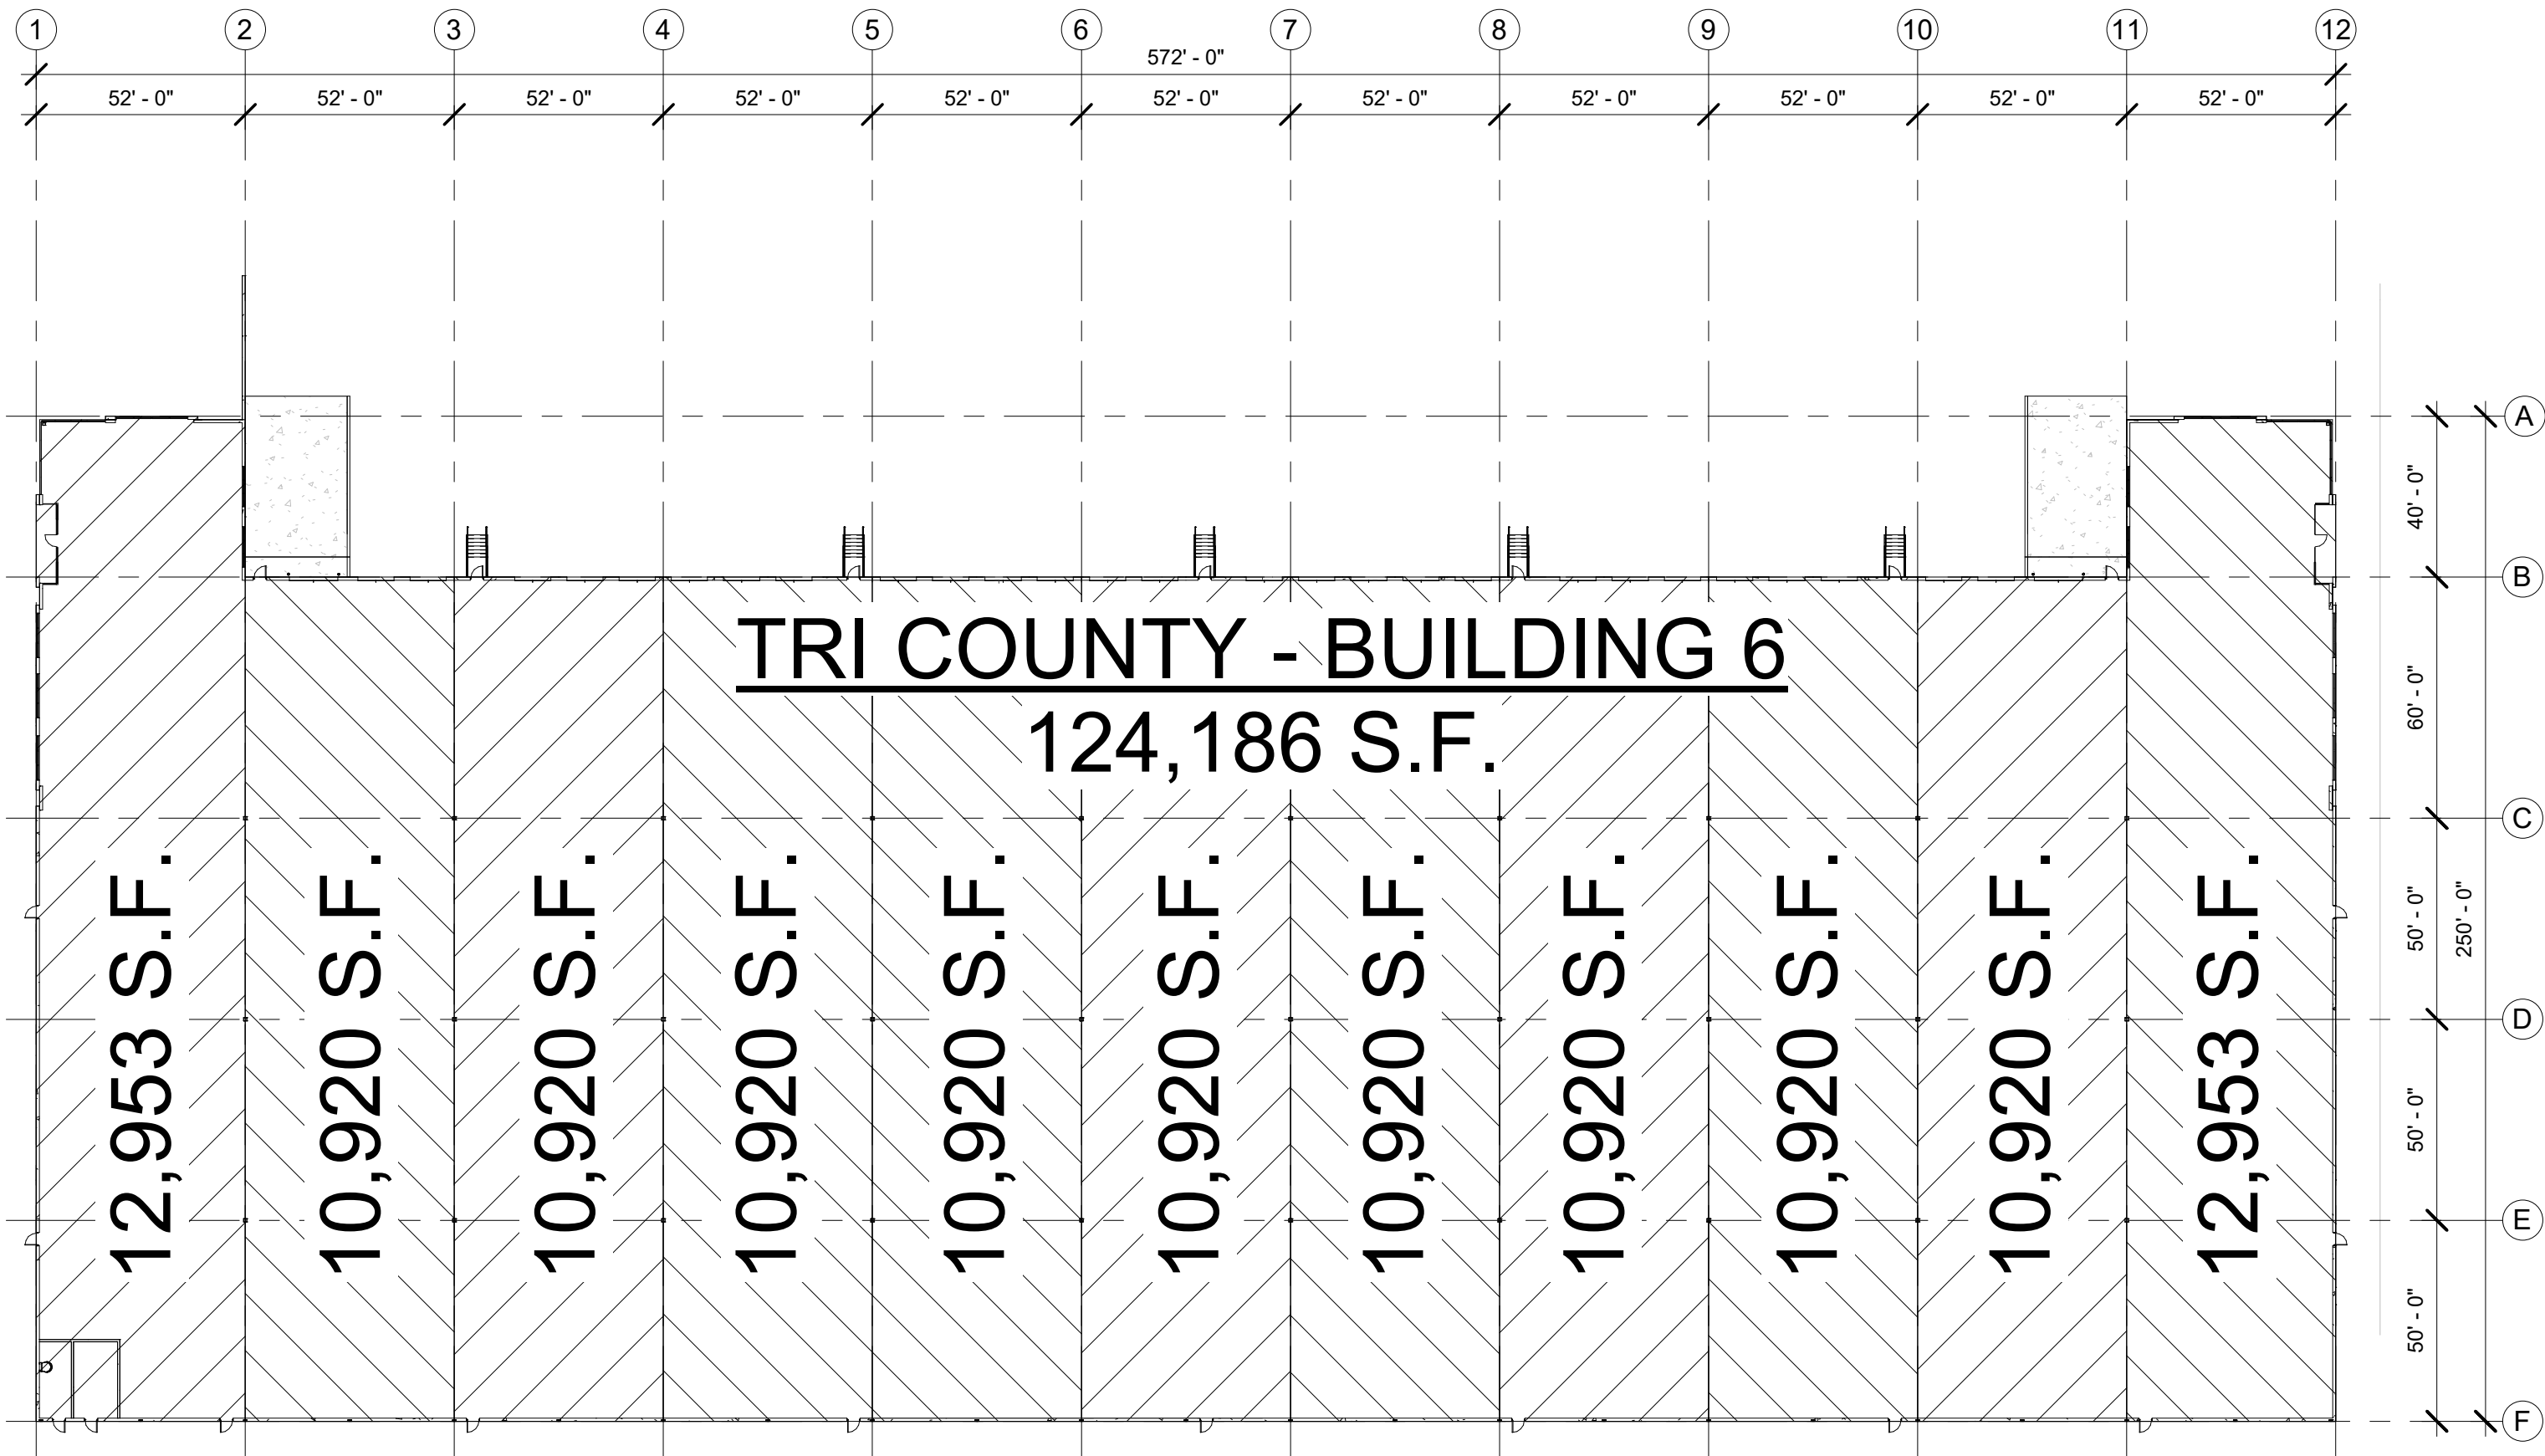 1 2 3 4 5 6 7 8 9 10 11 12
572' - 0"
52' - 0" 52' - 0" 52' - 0" 52' - 0" 52' - 0" 52' - 0" 52' - 0" 52' - 0" 52' - 0" 52' - 0" 52' - 0"
A
40' - 0"
B
TRI COUNTY - BUILDING 6
60' - 0"
124,186 S.F.
C
12,953 S.F.
10,920 S.F.
10,920 S.F.
10,920 S.F.
10,920 S.F.
10,920 S.F.
10,920 S.F.
10,920 S.F.
10,920 S.F.
10,920 S.F.
12,953 S.F.
50' - 0"
250' - 0"
D
50' - 0"
E
50' - 0"
F